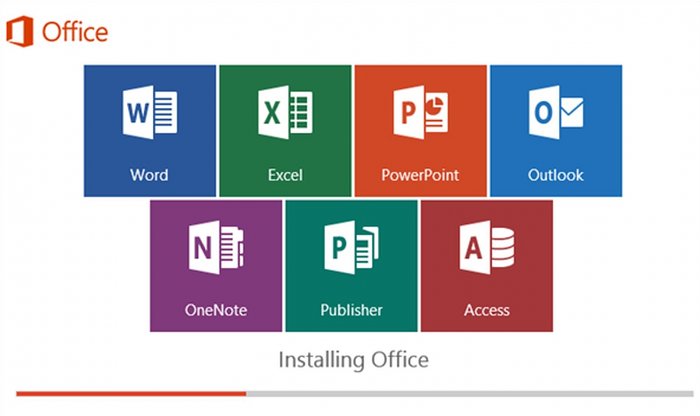 Office
W X P O
Word Excel PowerPoint Outlook
N P A
OneNote Publisher Access
Installing Office